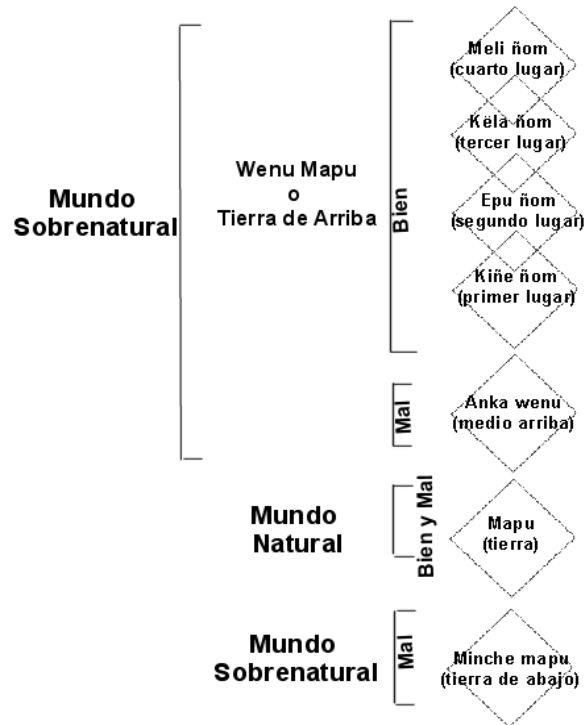 Meli ñom
(cuarto lugar)
Këla ñom
(tercer lugar)
Wenu Mapu
o
Tierra de Arriba
Mundo
Sobrenatural
Bien
Epu ñom
(segundo lugar)
Kiñe ñom
(primer lugar)
Mal
Anka wenu
(medio arriba)
Mundo
Natural
Bien y Mal
Mapu
(tierra)
Mundo
Sobrenatural
Mal
Minche mapu
(tierra de abajo)